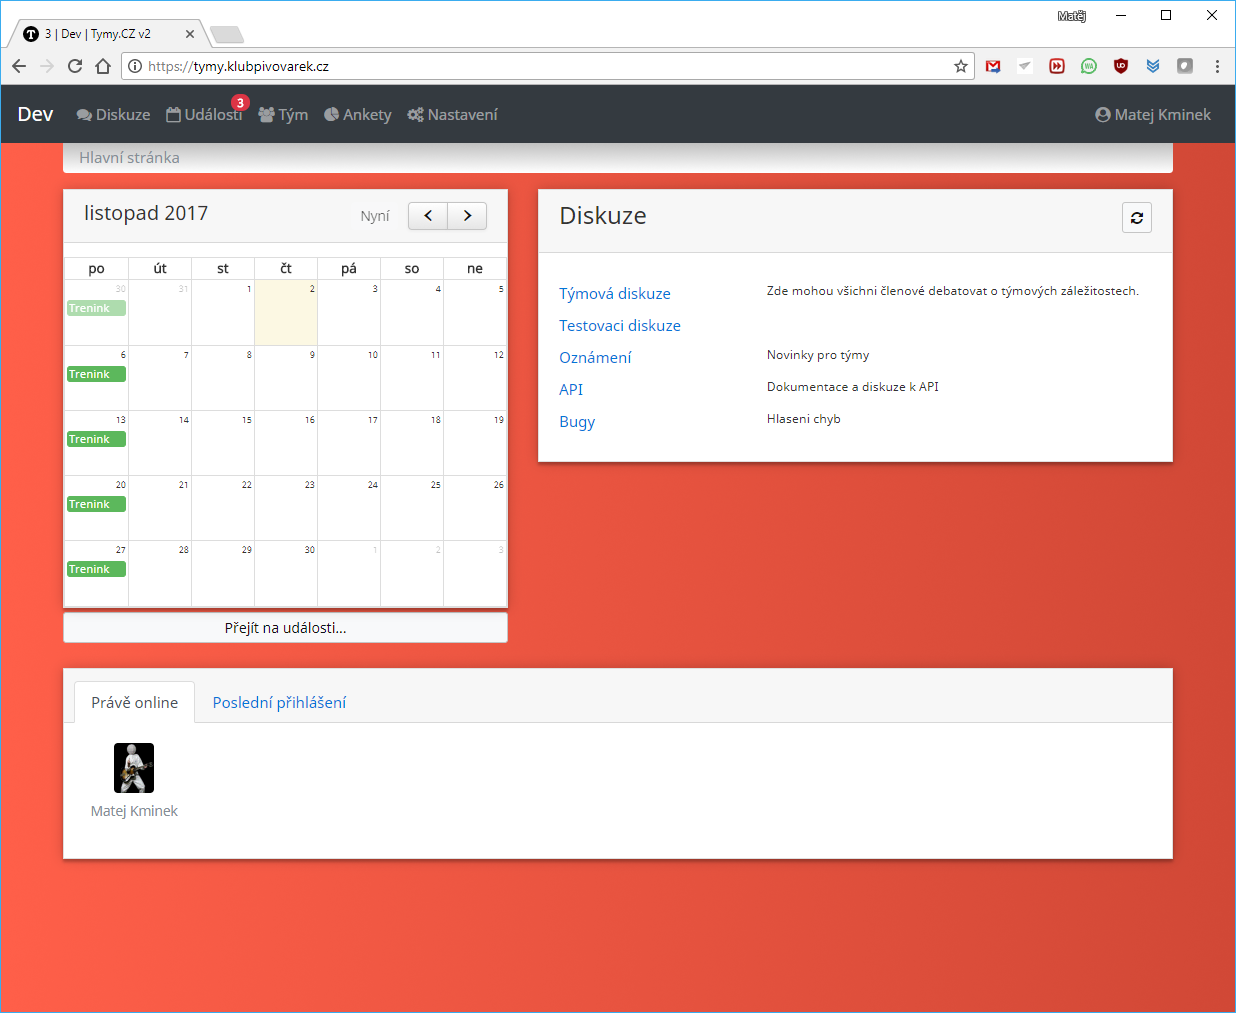 Matěj
3 | Dev | Tymy.CZ v2
https://tymy.klubpivovarek.cz
Dev Diskuze Události 3 Tým Ankety Nastavení Matej Kminek
Hlavní stránka
listopad 2017 Nyní
po út st čt pá so ne
30 31 1 2 3 4 5
Trenink
6 7 8 9 10 11 12
Trenink
13 14 15 16 17 18 19
Trenink
20 21 22 23 24 25 26
Trenink
27 28 29 30 1 2 3
Trenink
Přejít na události...
Diskuze
Týmová diskuze Zde mohou všichni členové debatovat o týmových záležitostech.
Testovaci diskuze
Oznámení Novinky pro týmy
API Dokumentace a diskuze k API
Bugy Hlaseni chyb
Právě online Poslední přihlášení
Matej Kminek